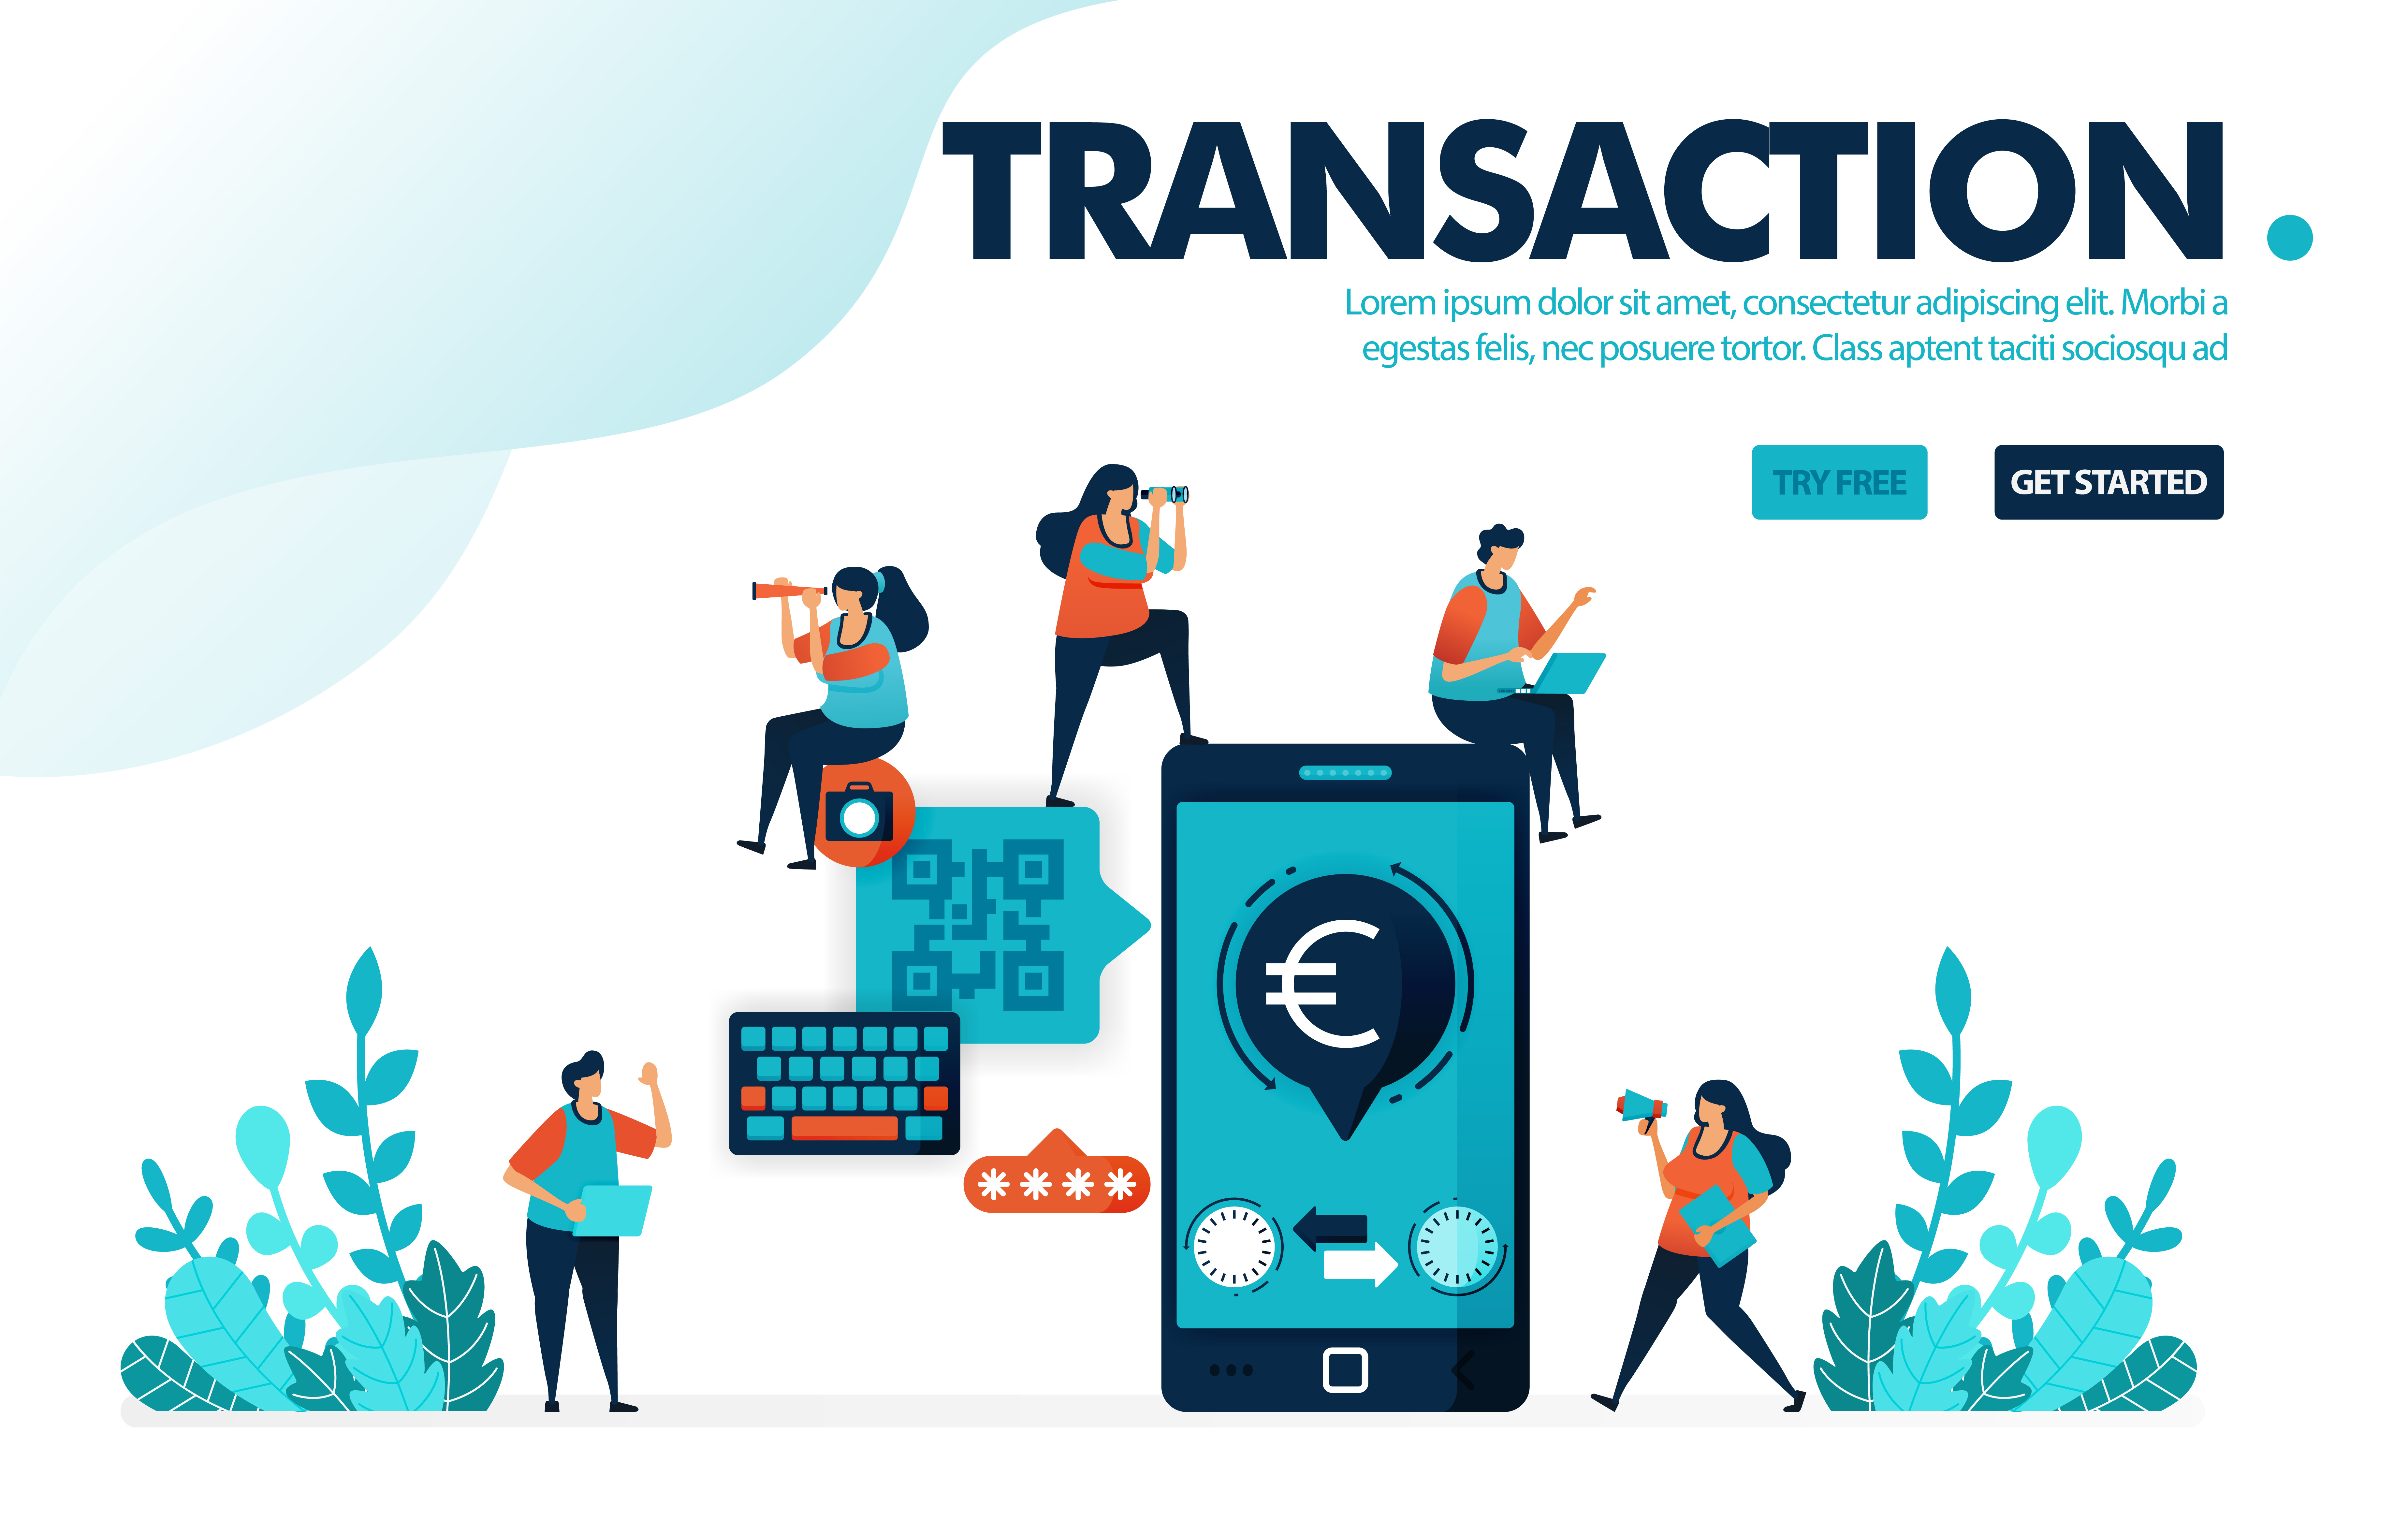 TRANSACTION.
Lorem ipsum dolor sit amet, consectetur adipiscing elit. Morbi a
egestas felis, nec posuere tortor. Class aptent taciti sociosqu ad
TRY FREE
GET STARTED
€
****